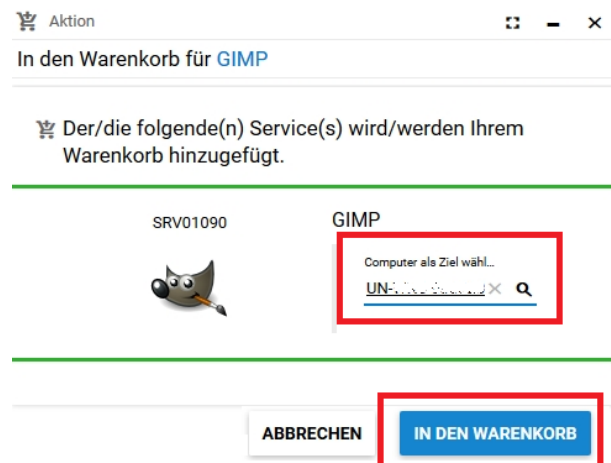 Aktion
In den Warenkorb für GIMP
Der/die folgende(n) Service(s) wird/werden Ihrem
Warenkorb hinzugefügt.
SRV01090
GIMP
Computer als Ziel wähl...
UN-
ABBRECHEN
IN DEN WARENKORB